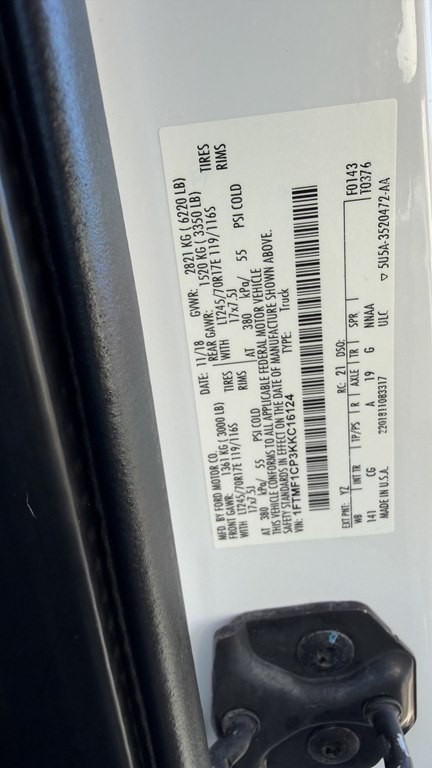 MFD. BY FORD MOTOR CO.
DATE: 11/18 GVWR: 2821 KG ( 6220 LB)
FRONT GAWR: 1361 KG (3000 LB) REAR GAWR: 1520 KG ( 3350 LB)
WITH LT245/70R17E 119/116S TIRES WITH LT245/70R17E 119/116S TIRES
17x7.5J RIMS 17x7.5J RIMS
AT 380 kPa/ 55 PSI COLD AT 380 kPa/ 55 PSI COLD
THIS VEHICLE CONFORMS TO ALL APPLICABLE FEDERAL MOTOR VEHICLE
SAFETY STANDARDS IN EFFECT ON THE DATE OF MANUFACTURE SHOWN ABOVE.
VIN: 1FTMF1CP3KKC16124 TYPE: Truck
F0143
T0376
EXT PNT: YZ RC: 21 DSO:
WB INT TR TP/PS R AXLE TR SPR
141 CG A 19 G NNAA
MADE IN U.S.A. 220181108​3317 ULC ▽ 5U5A-3520472-AA